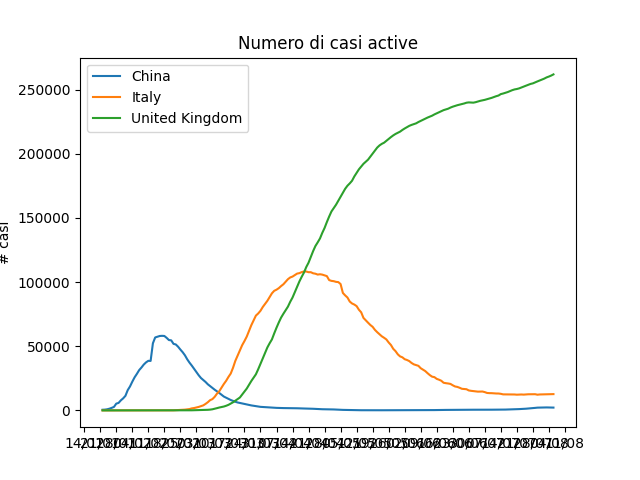 Numero di casi active
China
Italy
United Kingdom
250000
200000
150000
100000
50000
0
# casi